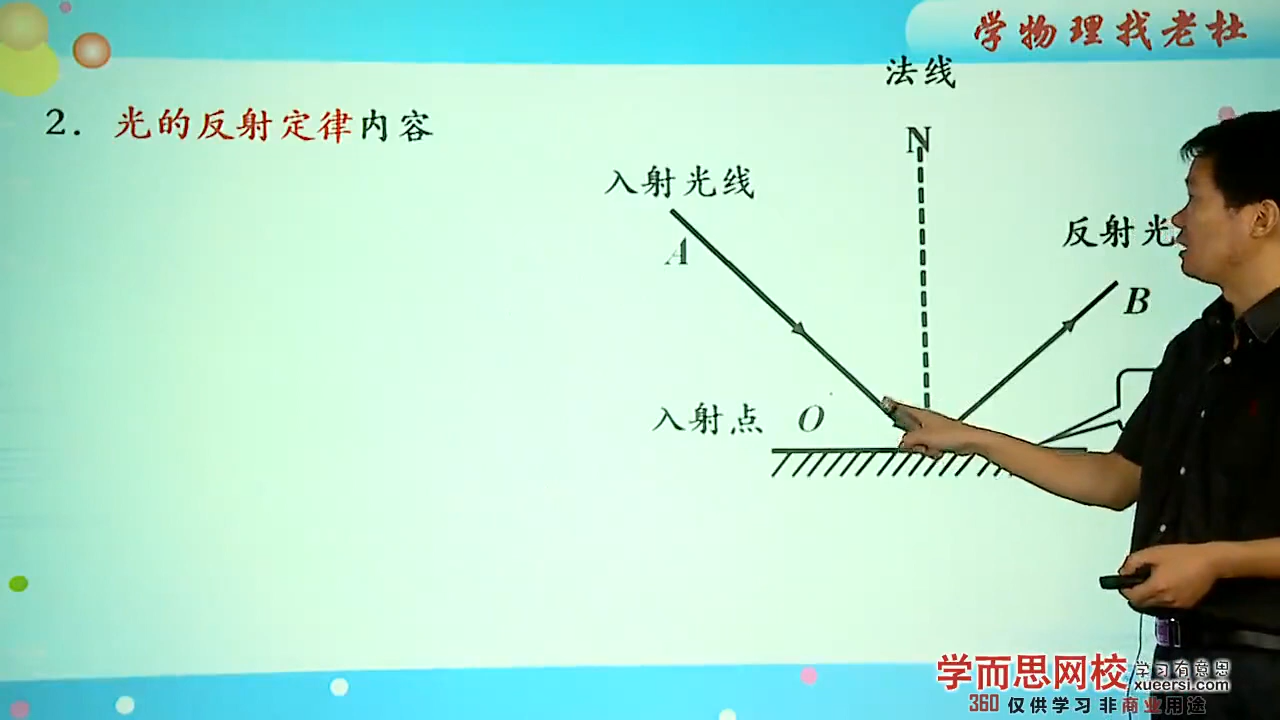 学物理找老杜
法线
2. 光的反射定律内容
N
入射光线
A
反射光
B
入射点 O
学而思网校 学习有意思
xueersi.com
360 仅供学习 非商业用途